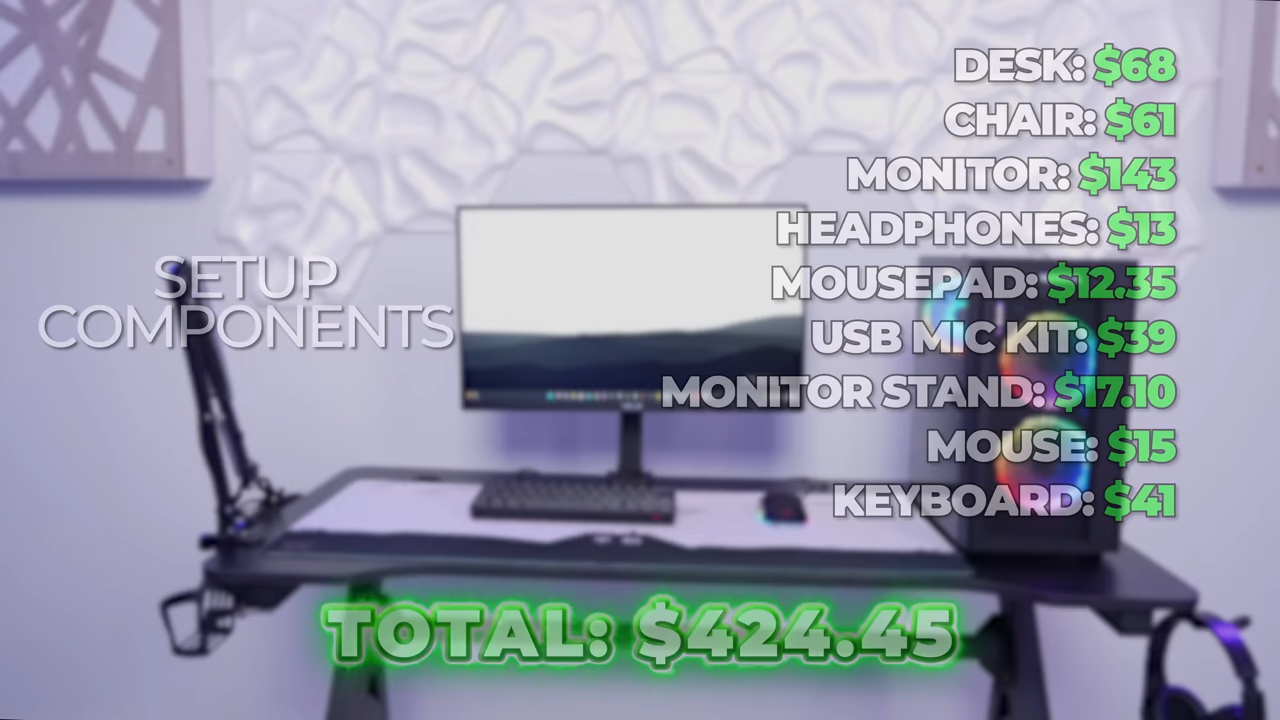 SETUP
COMPONENTS
DESK: $68
CHAIR: $61
MONITOR: $143
HEADPHONES: $13
MOUSEPAD: $12.35
USB MIC KIT: $39
MONITOR STAND: $17.10
MOUSE: $15
KEYBOARD: $41
TOTAL: $424.45